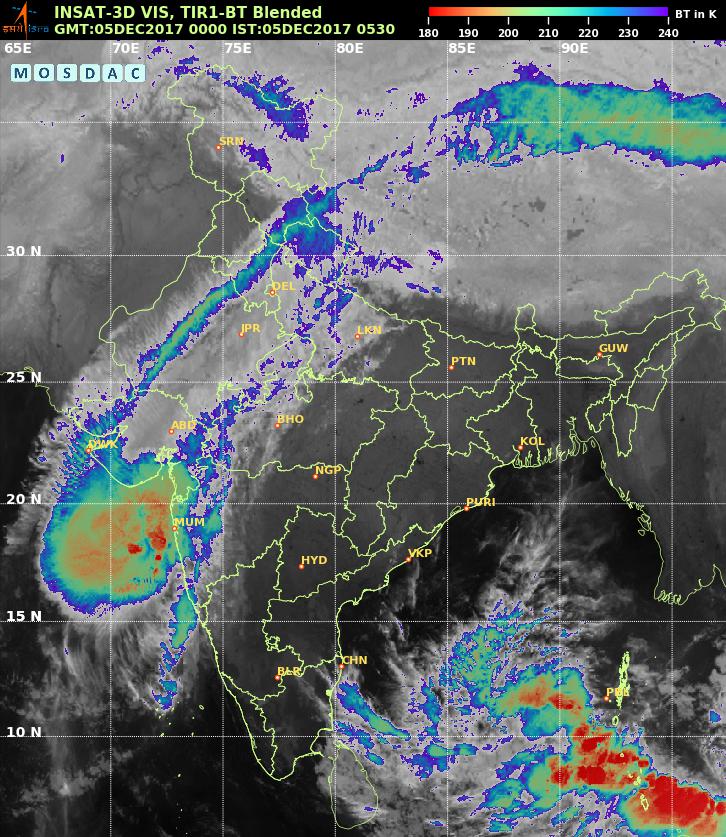 INSAT-3D VIS, TIR1-BT Blended
GMT:05DEC2017 0000 IST:05DEC2017 0530
BT in K
180 190 200 210 220 230 240
65E 70E 75E 80E 85E 90E
MOSDAC
SRN
30 N
DEL
JPR
LKN
GUW
PTN
25 N
BHO
ABD
DWK
KOL
NGP
20 N
PURI
MUM
VKP
HYD
15 N
CHN
BLR
PBL
10 N